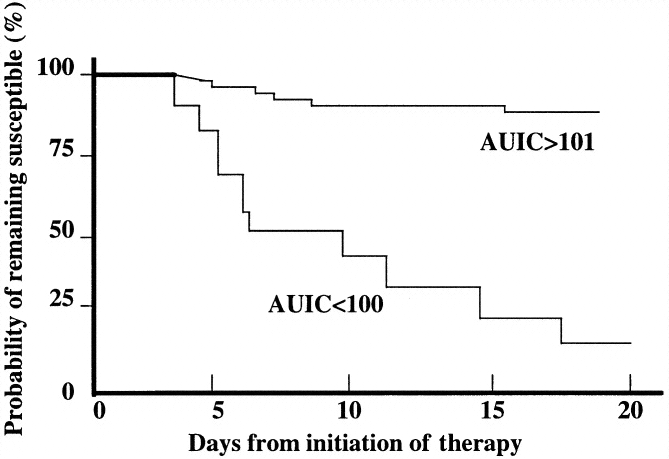 Probability of remaining susceptible (%)
100
75
50
25
0
AUIC>101
AUIC<100
0 5 10 15 20
Days from initiation of therapy